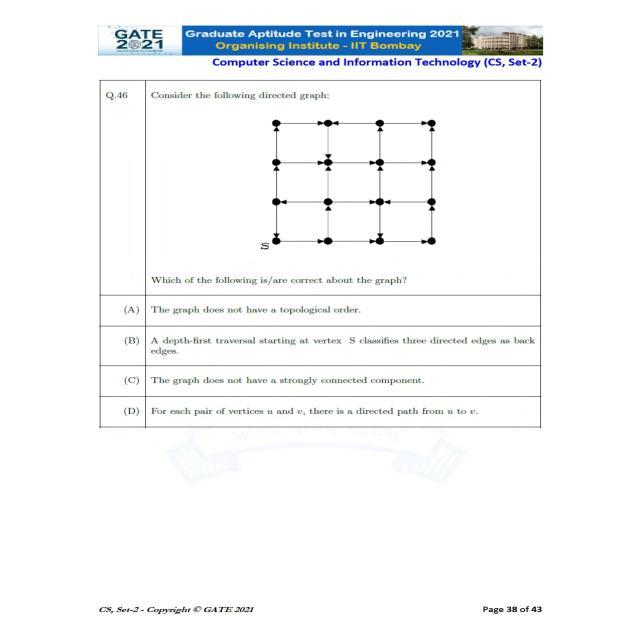 GATE
2021
Graduate Aptitude Test in Engineering 2021
Organising Institute - IIT Bombay
Computer Science and Information Technology (CS, Set-2)
Q.46
Consider the following directed graph:
S
Which of the following is/are correct about the graph?
(A) The graph does not have a topological order.
(B) A depth-first traversal starting at vertex S classifies three directed edges as back
edges.
(C) The graph does not have a strongly connected component.
(D) For each pair of vertices u and v, there is a directed path from u to v.
CS, Set-2 - Copyright © GATE 2021
Page 38 of 43